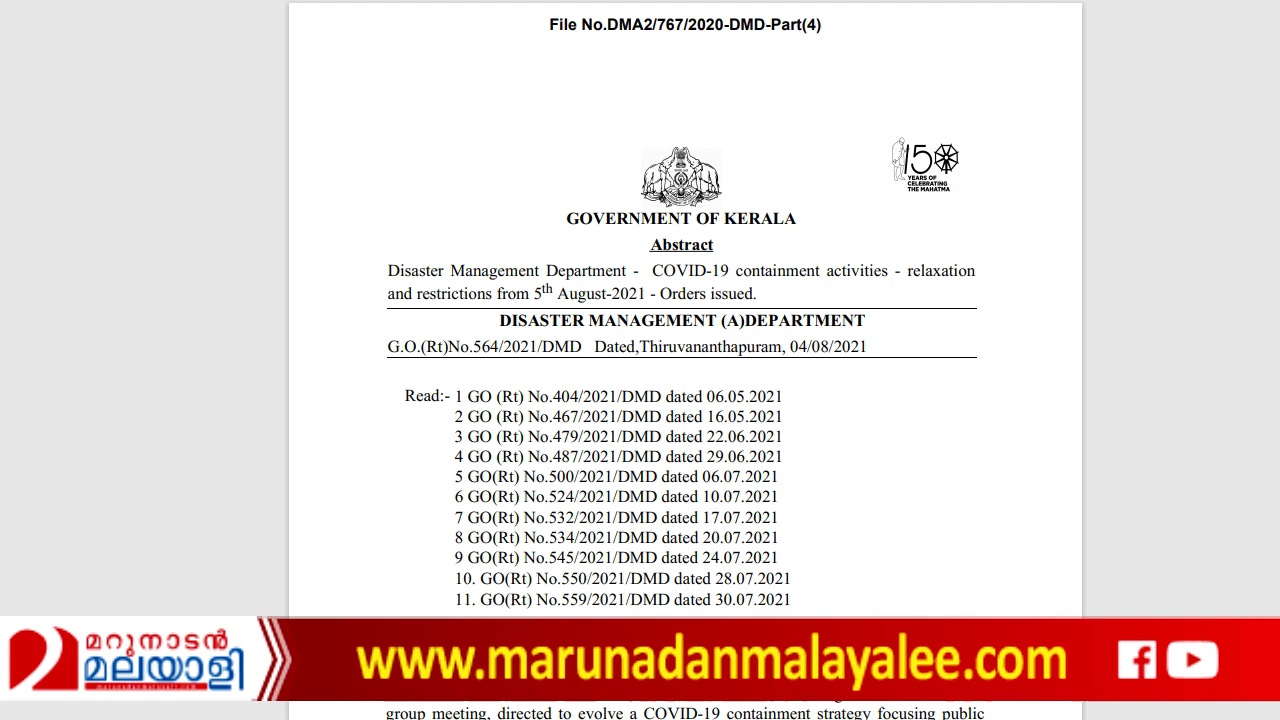 File No.DMA2/767/2020-DMD-Part(4)
150
YEARS OF
CELEBRATING
THE MAHATMA
GOVERNMENT OF KERALA
Abstract
Disaster Management Department - COVID-19 containment activities - relaxation
and restrictions from 5th August-2021 - Orders issued.
DISASTER MANAGEMENT (A)DEPARTMENT
G.O.(Rt)No.564/2021/DMD Dated,Thiruvananthapuram, 04/08/2021
Read:- 1 GO (Rt) No.404/2021/DMD dated 06.05.2021
2 GO (Rt) No.467/2021/DMD dated 16.05.2021
3 GO (Rt) No.479/2021/DMD dated 22.06.2021
4 GO (Rt) No.487/2021/DMD dated 29.06.2021
5 GO(Rt) No.500/2021/DMD dated 06.07.2021
6 GO(Rt) No.524/2021/DMD dated 10.07.2021
7 GO(Rt) No.532/2021/DMD dated 17.07.2021
8 GO(Rt) No.534/2021/DMD dated 20.07.2021
9 GO(Rt) No.545/2021/DMD dated 24.07.2021
10. GO(Rt) No.550/2021/DMD dated 28.07.2021
11. GO(Rt) No.559/2021/DMD dated 30.07.2021
മറുനാടൻ
മലയാളി
www.marunadanmalayalee.com
group meeting, directed to evolve a COVID-19 containment strategy focusing public